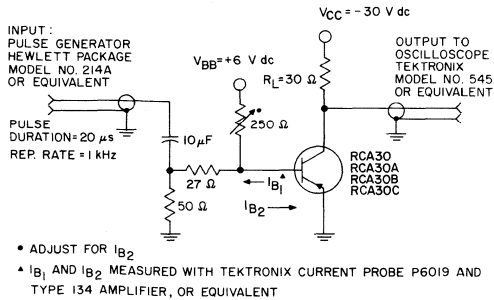 INPUT:
PULSE GENERATOR
HEWLETT PACKAGE
MODEL NO. 214A
OR EQUIVALENT
PULSE
DURATION=20 μs
REP. RATE = 1 kHz
VBB=+6 V dc
VCC=-30 V dc
RL=30 Ω
OUTPUT TO
OSCILLOSCOPE
TEKTRONIX
MODEL NO. 545
OR EQUIVALENT
10 μF
250 Ω •
27 Ω
50 Ω
IB1 ▲
IB2
RCA30
RCA30A
RCA30B
RCA30C
• ADJUST FOR IB2
▲ IB1 AND IB2 MEASURED WITH TEKTRONIX CURRENT PROBE P6019 AND
TYPE 134 AMPLIFIER, OR EQUIVALENT